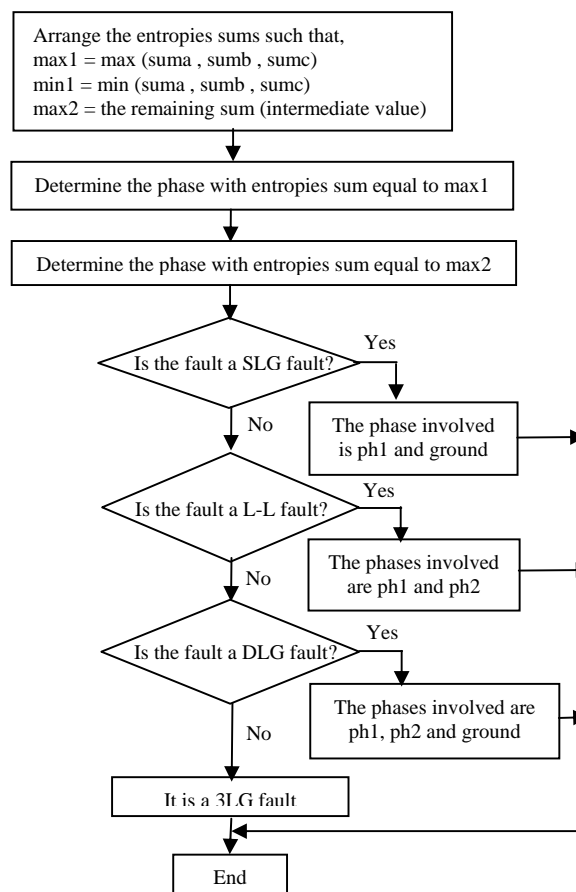 Arrange the entropies sums such that,
max1 = max (suma , sumb , sumc)
min1 = min (suma , sumb , sumc)
max2 = the remaining sum (intermediate value)
Determine the phase with entropies sum equal to max1
Determine the phase with entropies sum equal to max2
Is the fault a SLG fault?
Yes
The phase involved
is ph1 and ground
No
Is the fault a L-L fault?
Yes
The phases involved
are ph1 and ph2
No
Is the fault a DLG fault?
Yes
The phases involved are
ph1, ph2 and ground
No
It is a 3LG fault
End